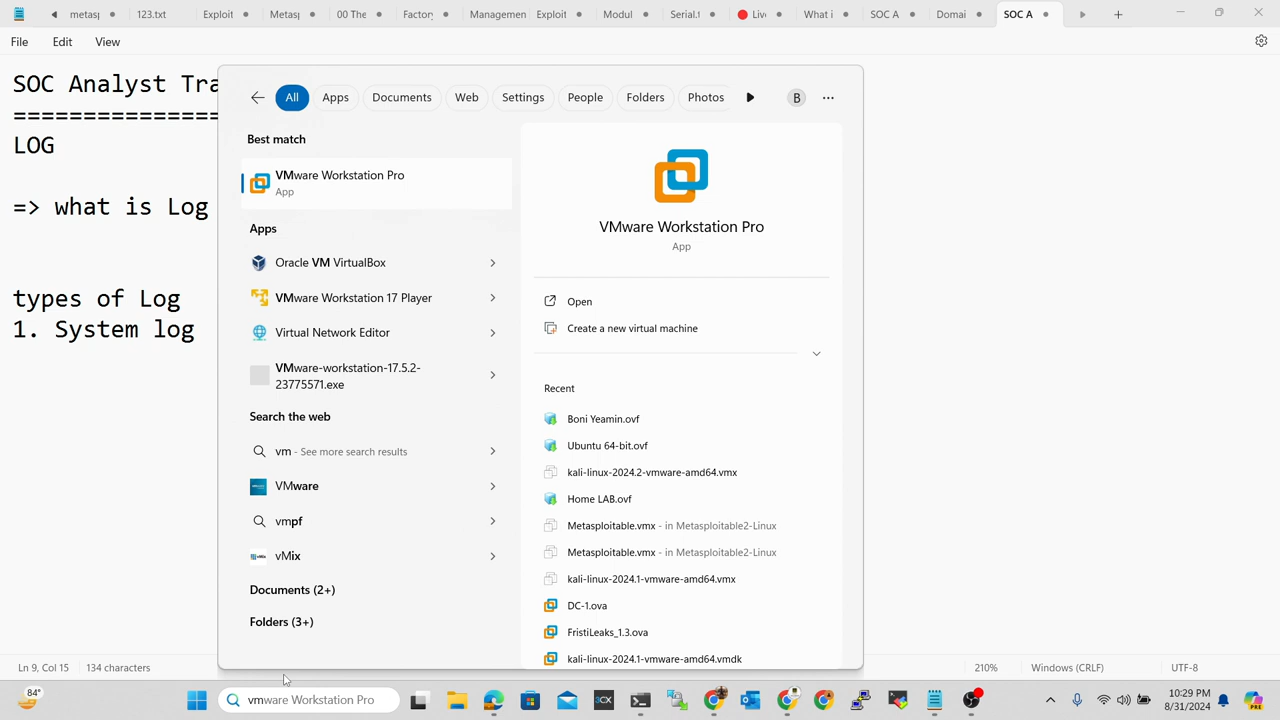 metasp
123.txt
Exploit
Metasp
00 The
Factory
Managemen
Exploit
Modul
Serial.t
Live
What i
SOC A
Domai
SOC A
File
Edit
View
SOC Analyst Tra
===============
LOG
=> what is Log
types of Log
1. System log
All
Apps
Documents
Web
Settings
People
Folders
Photos
B
Best match
VMware Workstation Pro
App
Apps
Oracle VM VirtualBox
VMware Workstation 17 Player
Virtual Network Editor
VMware-workstation-17.5.2-
23775571.exe
Search the web
vm - See more search results
VMware
vmpf
vMix
Documents (2+)
Folders (3+)
VMware Workstation Pro
App
Open
Create a new virtual machine
Recent
Boni Yeamin.ovf
Ubuntu 64-bit.ovf
kali-linux-2024.2-vmware-amd64.vmx
Home LAB.ovf
Metasploitable.vmx - in Metasploitable2-Linux
Metasploitable.vmx - in Metasploitable2-Linux
kali-linux-2024.1-vmware-amd64.vmx
DC-1.ova
FristiLeaks_1.3.ova
kali-linux-2024.1-vmware-amd64.vmdk
Ln 9, Col 15
134 characters
210%
Windows (CRLF)
UTF-8
84°
vmware Workstation Pro
3CX
10:29 PM
8/31/2024
PRE